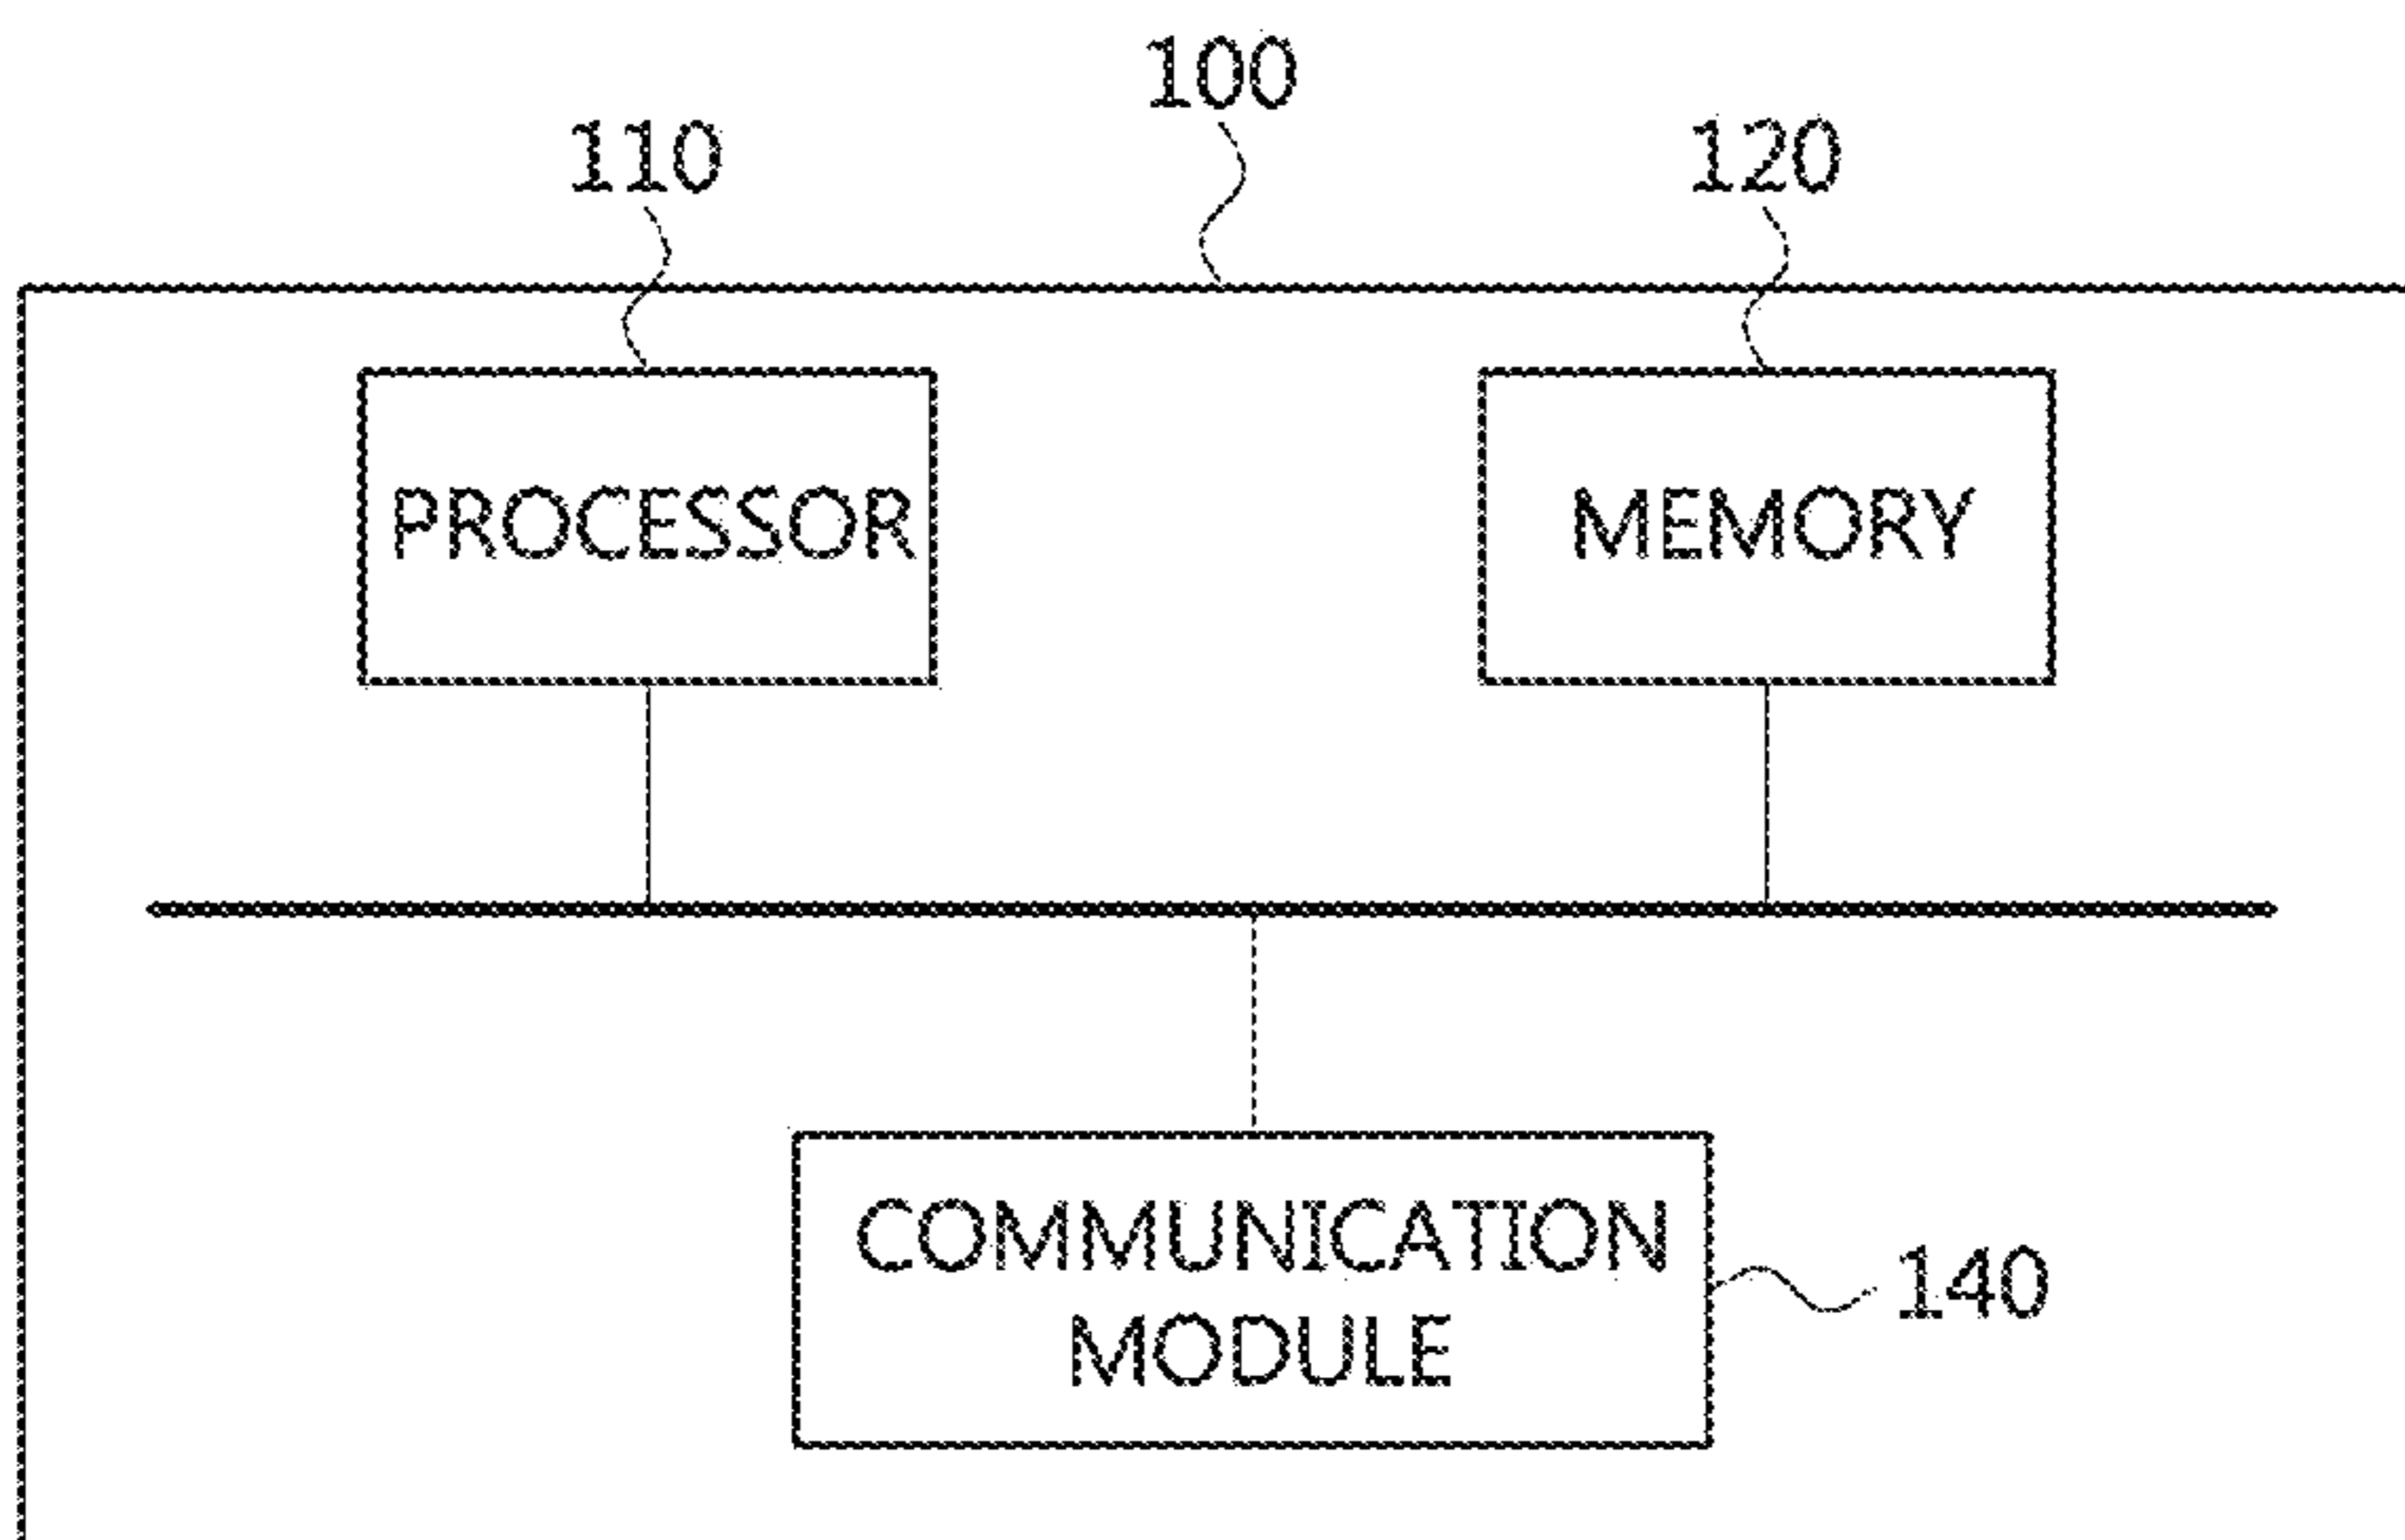 100
110
120
PROCESSOR
MEMORY
COMMUNICATION
MODULE
140